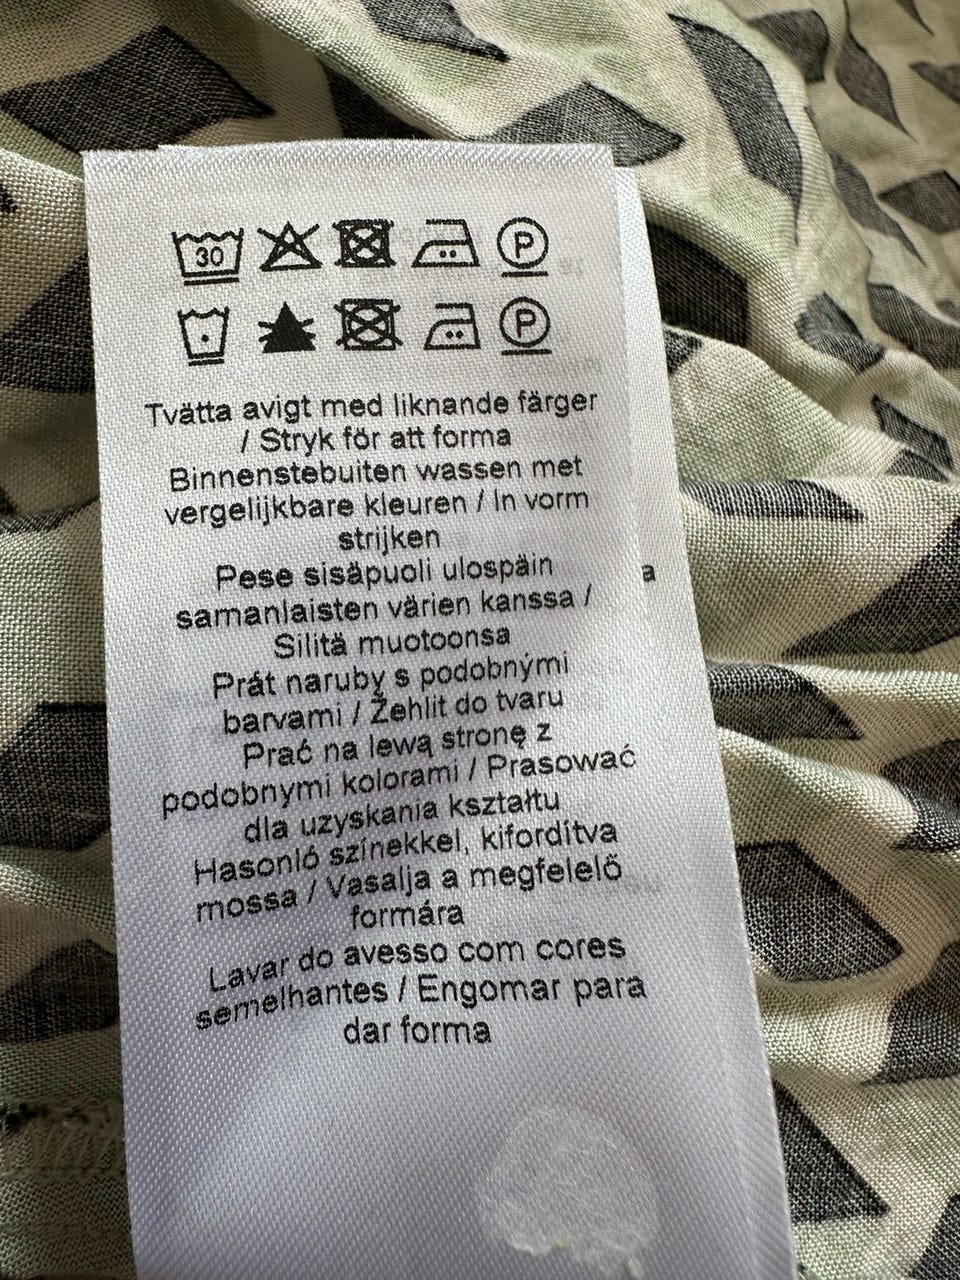 30 P
P
Tvätta avigt med liknande färger
/ Stryk för att forma
Binnenstebuiten wassen met
vergelijkbare kleuren / In vorm
strijken
Pese sisäpuoli ulospäin
samanlaisten värien kanssa /
Silitä muotoonsa
Prát naruby s podobnými
barvami / Žehlit do tvaru
Prać na lewą stronę z
podobnymi kolorami / Prasować
dla uzyskania kształtu
Hasonló színekkel, kifordítva
mossa / Vasalja a megfelelő
formára
Lavar do avesso com cores
semelhantes / Engomar para
dar forma
a